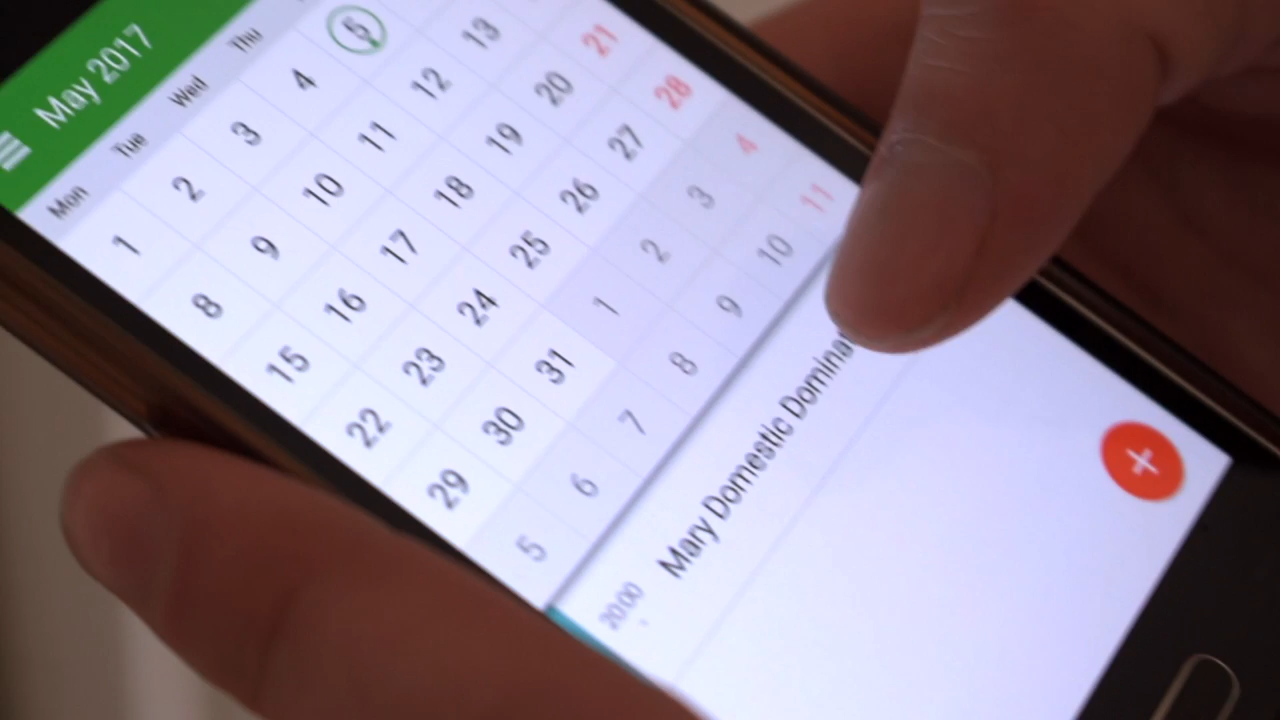 May 2017
Mon Tue Wed Thu
1 2 3 4 5
8 9 10 11 12 13
15 16 17 18 19 20 21
22 23 24 25 26 27 28
29 30 31 1 2 3 4
5 6 7 8 9 10 11
20:00 Mary Domestic